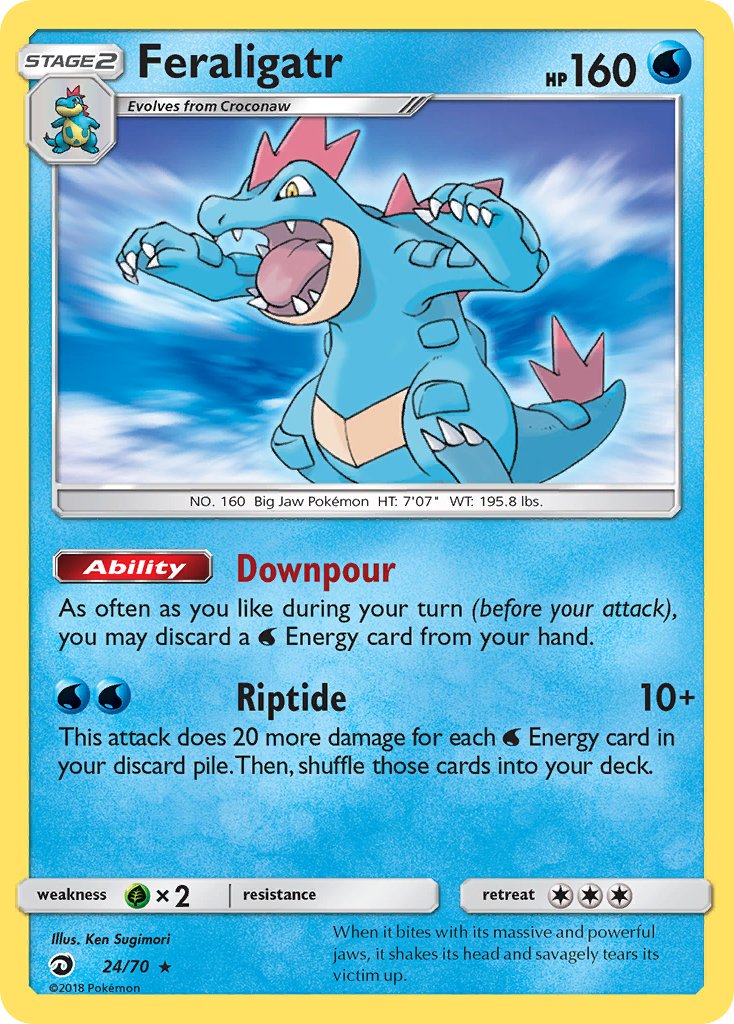 STAGE2 Feraligatr HP 160
Evolves from Croconaw
NO. 160 Big Jaw Pokémon HT: 7'07" WT: 195.8 lbs.
Ability Downpour
As often as you like during your turn (before your attack),
you may discard a Energy card from your hand.
Riptide 10+
This attack does 20 more damage for each Energy card in
your discard pile. Then, shuffle those cards into your deck.
weakness ×2 resistance retreat
Illus. Ken Sugimori
24/70 ★
©2018 Pokémon
When it bites with its massive and powerful
jaws, it shakes its head and savagely tears its
victim up.